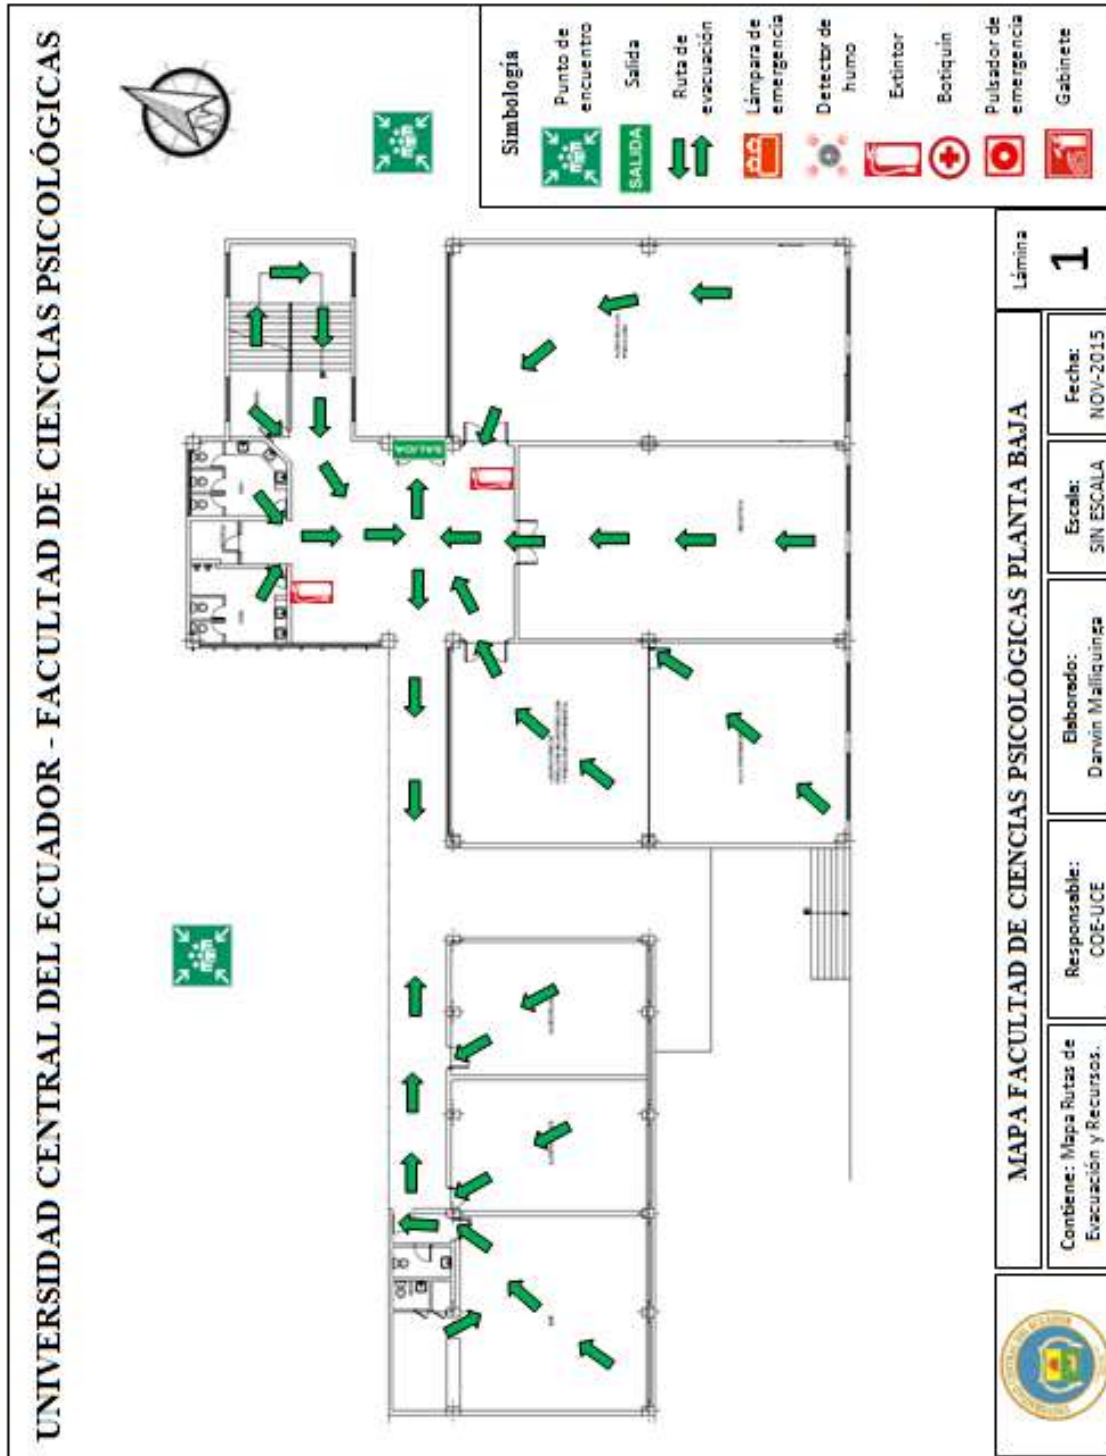 UNIVERSIDAD CENTRAL DEL ECUADOR - FACULTAD DE CIENCIAS PSICOLÓGICAS
SALIDA
Simbología
Punto de
encuentro
SALIDA
Salida
Ruta de
evacuación
Lámpara de
emergencia
Detector de
humo
Extintor
Botiquín
Pulsador de
emergencia
Gabinete
MAPA FACULTAD DE CIENCIAS PSICOLÓGICAS PLANTA BAJA
Lámina
1
Contiene: Mapa Rutas de
Evacuación y Recursos.
Responsable:
COE-UCE
Elaborado:
Darwin Malliquinga
Escala:
SIN ESCALA
Fecha:
NOV-2015